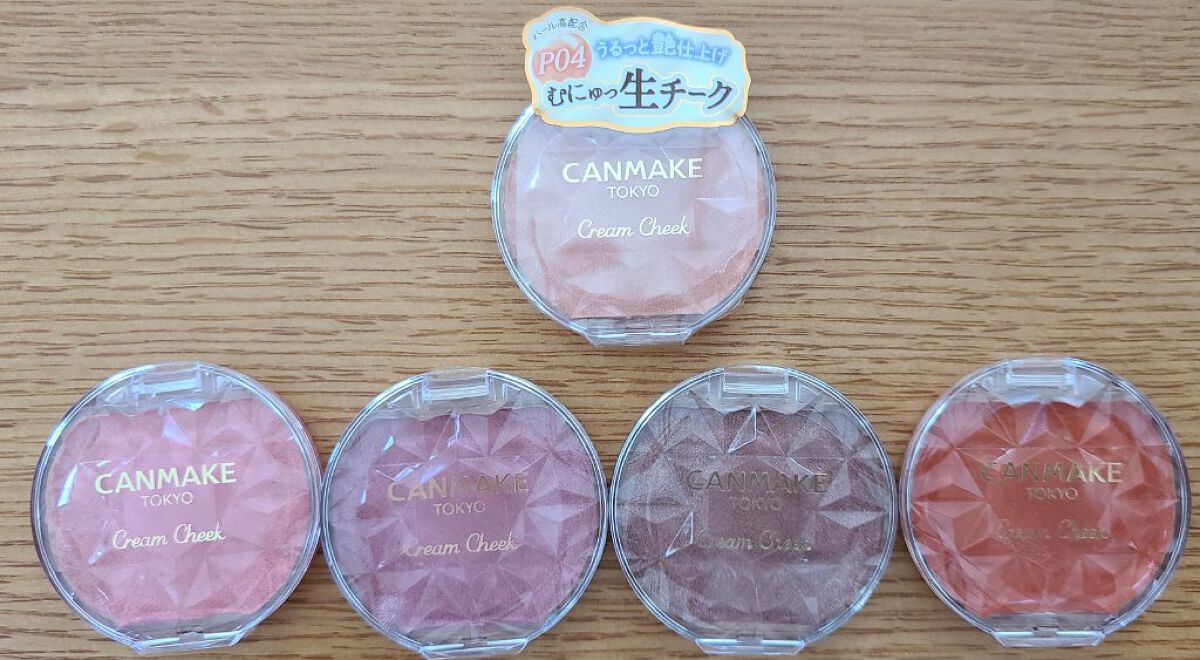 パール高配合
P04
うるっと艶仕上げ
むにゅっ生チーク
CANMAKE
TOKYO
Cream Cheek
CANMAKE
TOKYO
Cream Cheek
CANMAKE
TOKYO
Cream Cheek
CANMAKE
TOKYO
Cream Cheek
CANMAKE
TOKYO
Cream Cheek